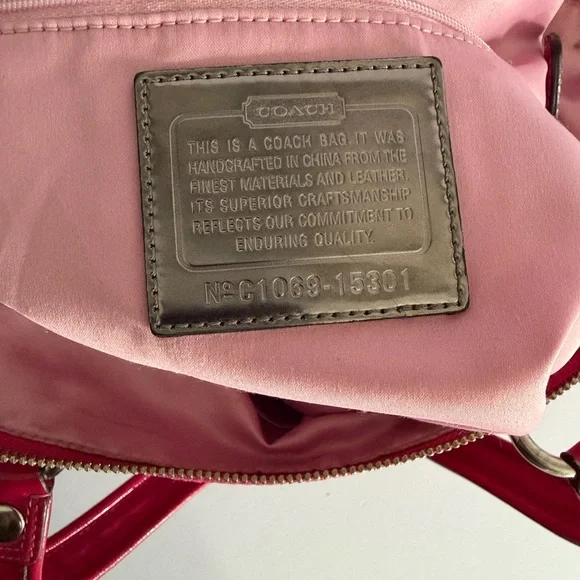 COACH
THIS IS A COACH BAG. IT WAS
HANDCRAFTED IN CHINA FROM THE
FINEST MATERIALS AND LEATHER.
ITS SUPERIOR CRAFTSMANSHIP
REFLECTS OUR COMMITMENT TO
ENDURING QUALITY.
Nº C1069-15301